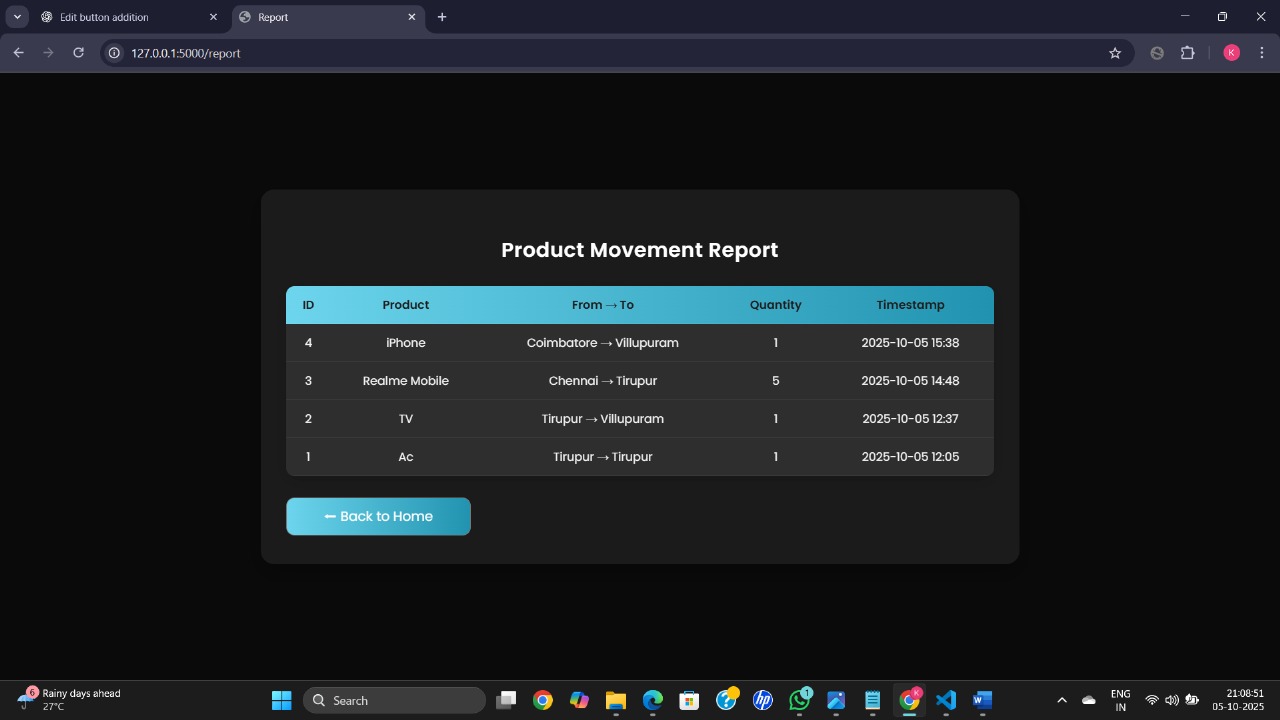 Edit button addition
Report
127.0.0.1:5000/report
K
Product Movement Report
ID Product From → To Quantity Timestamp
4 iPhone Coimbatore → Villupuram 1 2025-10-05 15:38
3 Realme Mobile Chennai → Tirupur 5 2025-10-05 14:48
2 TV Tirupur → Villupuram 1 2025-10-05 12:37
1 Ac Tirupur → Tirupur 1 2025-10-05 12:05
← Back to Home
6 Rainy days ahead
27°C
Search
hp
1
K
W
ENG
IN
21:08:51
05-10-2025